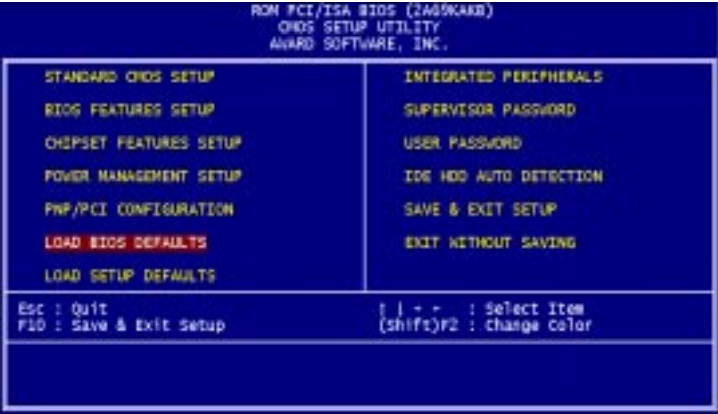 ROM PCI/ISA BIOS (2A69KAKB)
CMOS SETUP UTILITY
AWARD SOFTWARE, INC.
STANDARD CMOS SETUP
BIOS FEATURES SETUP
CHIPSET FEATURES SETUP
POWER MANAGEMENT SETUP
PNP/PCI CONFIGURATION
LOAD BIOS DEFAULTS
LOAD SETUP DEFAULTS
INTEGRATED PERIPHERALS
SUPERVISOR PASSWORD
USER PASSWORD
IDE HDD AUTO DETECTION
SAVE & EXIT SETUP
EXIT WITHOUT SAVING
Esc : Quit
F10 : Save & Exit Setup
↑ ↓ → ← : Select Item
(Shift)F2 : Change Color